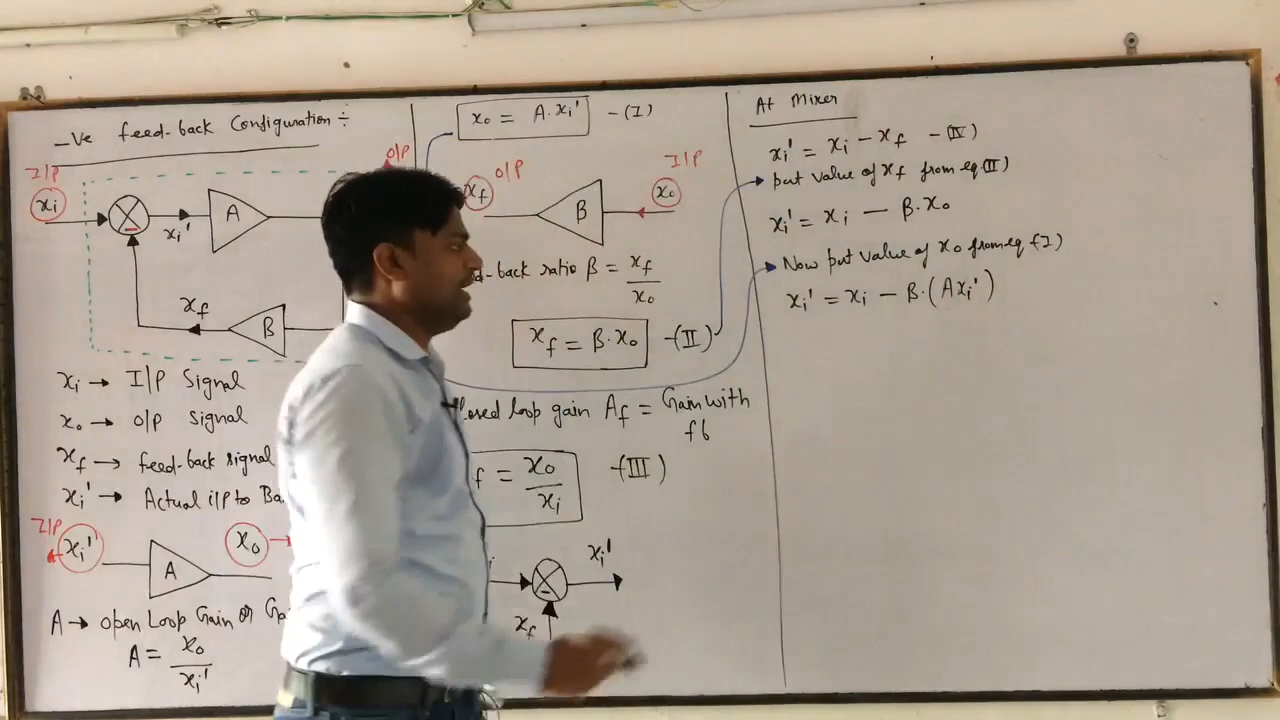 -Ve feed-back Configuration ÷
I/P
O/P
xi
xi'
A
xf
β
xi → I/P Signal
xo → O/P Signal
xf → feed-back signal
xi' → Actual i/p to
I/P
xi'
A
xo
A → open Loop Gain or
A = xo/xi'
xo = A.xi' -(I)
xf
O/P
β
I/P
xo
ratio β = xf/xo
xf = β.xo -(II)
loop gain Af = Gain with
fb
f = xo/xi -(III)
xi'
xf
At Mixer
xi' = xi - xf -(IV)
put value of xf from eq.(II)
xi' = xi - β.xo
Now put value of xo from eq (I)
xi' = xi - β.(Axi')